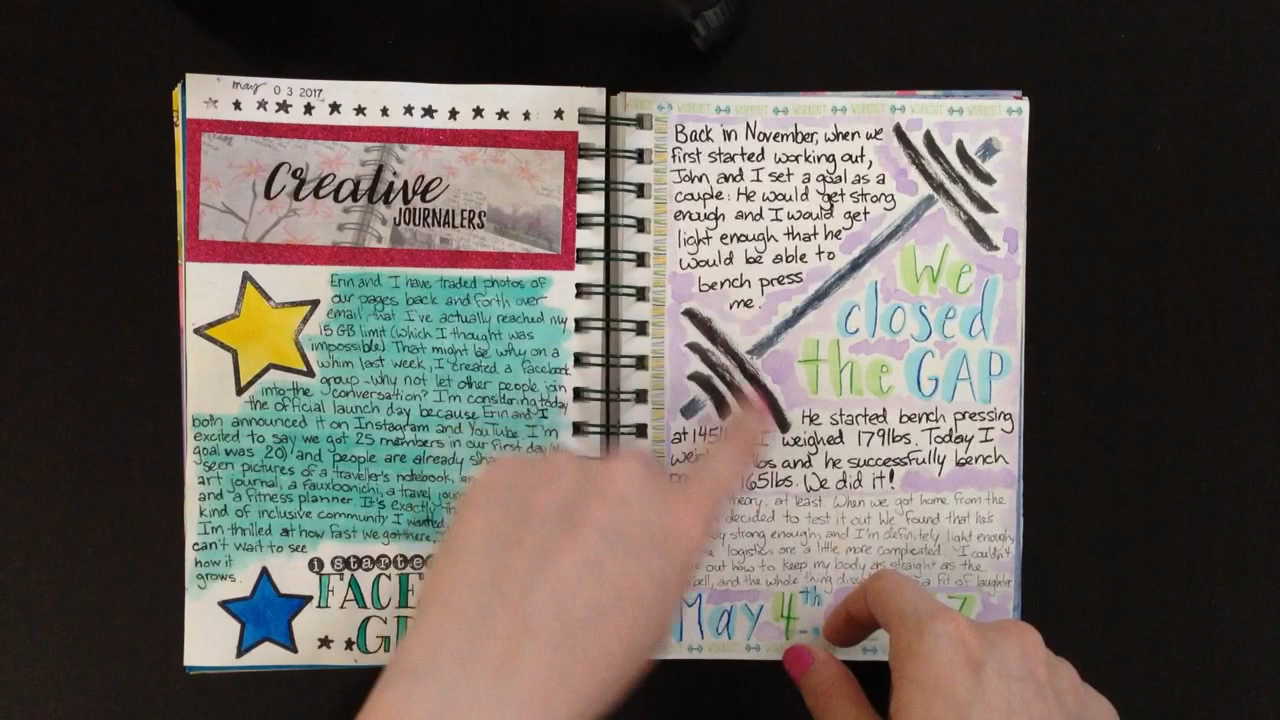 may 03 2017
Creative
JOURNALERS
Erin and I have traded photos of
our pages back and forth over
email that I've actually reached my
15 GB limit (which I thought was
impossible) That might be why on a
whim last week, I created a Facebook
group - why not let other people join
into the conversation? I'm considering today
the official launch day because Erin and I
both announced it on Instagram and YouTube. I'm
excited to say we got 25 members in our first day
goal was 20) and people are already
seen pictures of a traveller's notebook,
art journal, a fauxbonichi, a travel
and a fitness planner. It's exactly
kind of inclusive community I wanted
I'm thrilled at how fast we got there,
can't wait to see
how it
grows.
i starte
FACE
WORKOUT WORKOUT WORKOUT WORKOUT WORKOUT
Back in November, when we
first started working out,
John and I set a goal as a
couple: He would get strong
enough and I would get
light enough that he
would be able to
bench press
me.
We
closed
the GAP
He started bench pressing
at 145 I weighed 179lbs. Today I
lbs and he successfully bench
165lbs. We did it!
theory, at least. When we got home from the
decided to test it out. We found that he's
strong enough, and I'm definitely light enough,
logistics are a little more complicated. I couldn't
out how to keep my body as straight as the
and the whole thing a fit of laughter
May 4th, 7